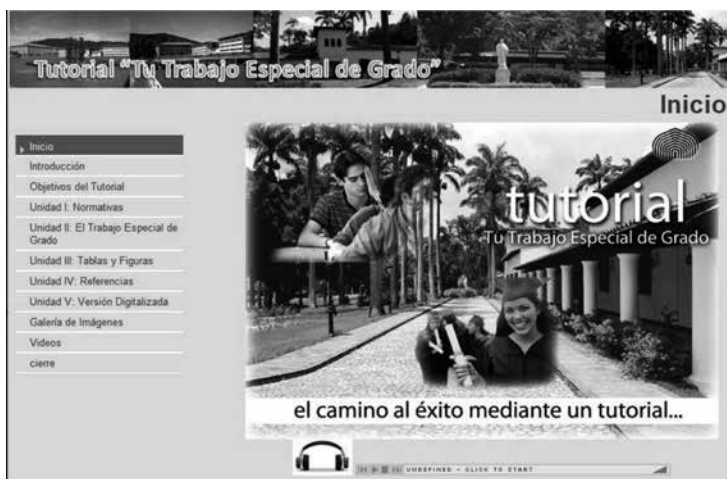 Tutorial "Tu Trabajo Especial de Grado"
Inicio
Inicio
Introducción
Objetivos del Tutorial
Unidad I: Normativas
Unidad II: El Trabajo Especial de
Grado
Unidad III: Tablas y Figuras
Unidad IV: Referencias
Unidad V: Versión Digitalizada
Galería de Imágenes
Videos
cierre
tutorial
Tu Trabajo Especial de Grado
el camino al éxito mediante un tutorial...
UNDEFINED - CLICK TO START